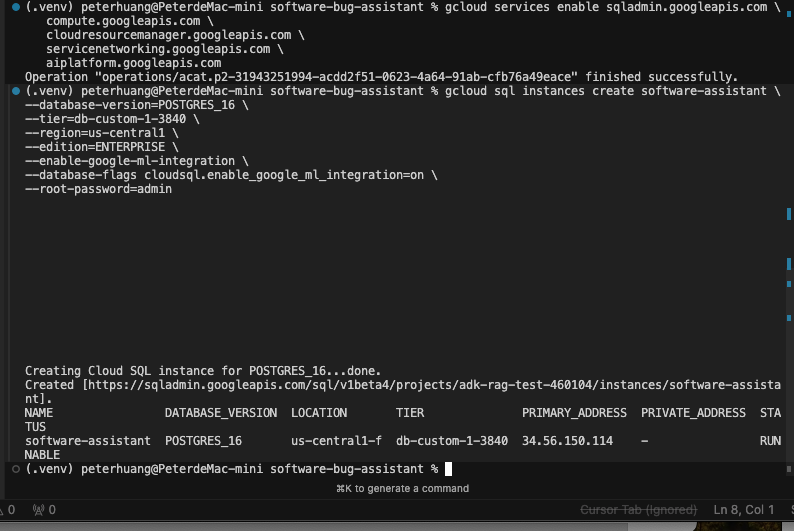 (.venv) peterhuang@PeterdeMac-mini software-bug-assistant % gcloud services enable sqladmin.googleapis.com \
compute.googleapis.com \
cloudresourcemanager.googleapis.com \
servicenetworking.googleapis.com \
aiplatform.googleapis.com
Operation "operations/acat.p2-31943251994-acdd2f51-0623-4a64-91ab-cfb76a49eace" finished successfully.
(.venv) peterhuang@PeterdeMac-mini software-bug-assistant % gcloud sql instances create software-assistant \
--database-version=POSTGRES_16 \
--tier=db-custom-1-3840 \
--region=us-central1 \
--edition=ENTERPRISE \
--enable-google-ml-integration \
--database-flags cloudsql.enable_google_ml_integration=on \
--root-password=admin
Creating Cloud SQL instance for POSTGRES_16...done.
Created [https://sqladmin.googleapis.com/sql/v1beta4/projects/adk-rag-test-460104/instances/software-assista
nt].
NAME DATABASE_VERSION LOCATION TIER PRIMARY_ADDRESS PRIVATE_ADDRESS STA
TUS
software-assistant POSTGRES_16 us-central1-f db-custom-1-3840 34.56.150.114 – RUN
NABLE
(.venv) peterhuang@PeterdeMac-mini software-bug-assistant %
⌘K to generate a command
0 0 Cursor Tab (Ignored) Ln 8, Col 1